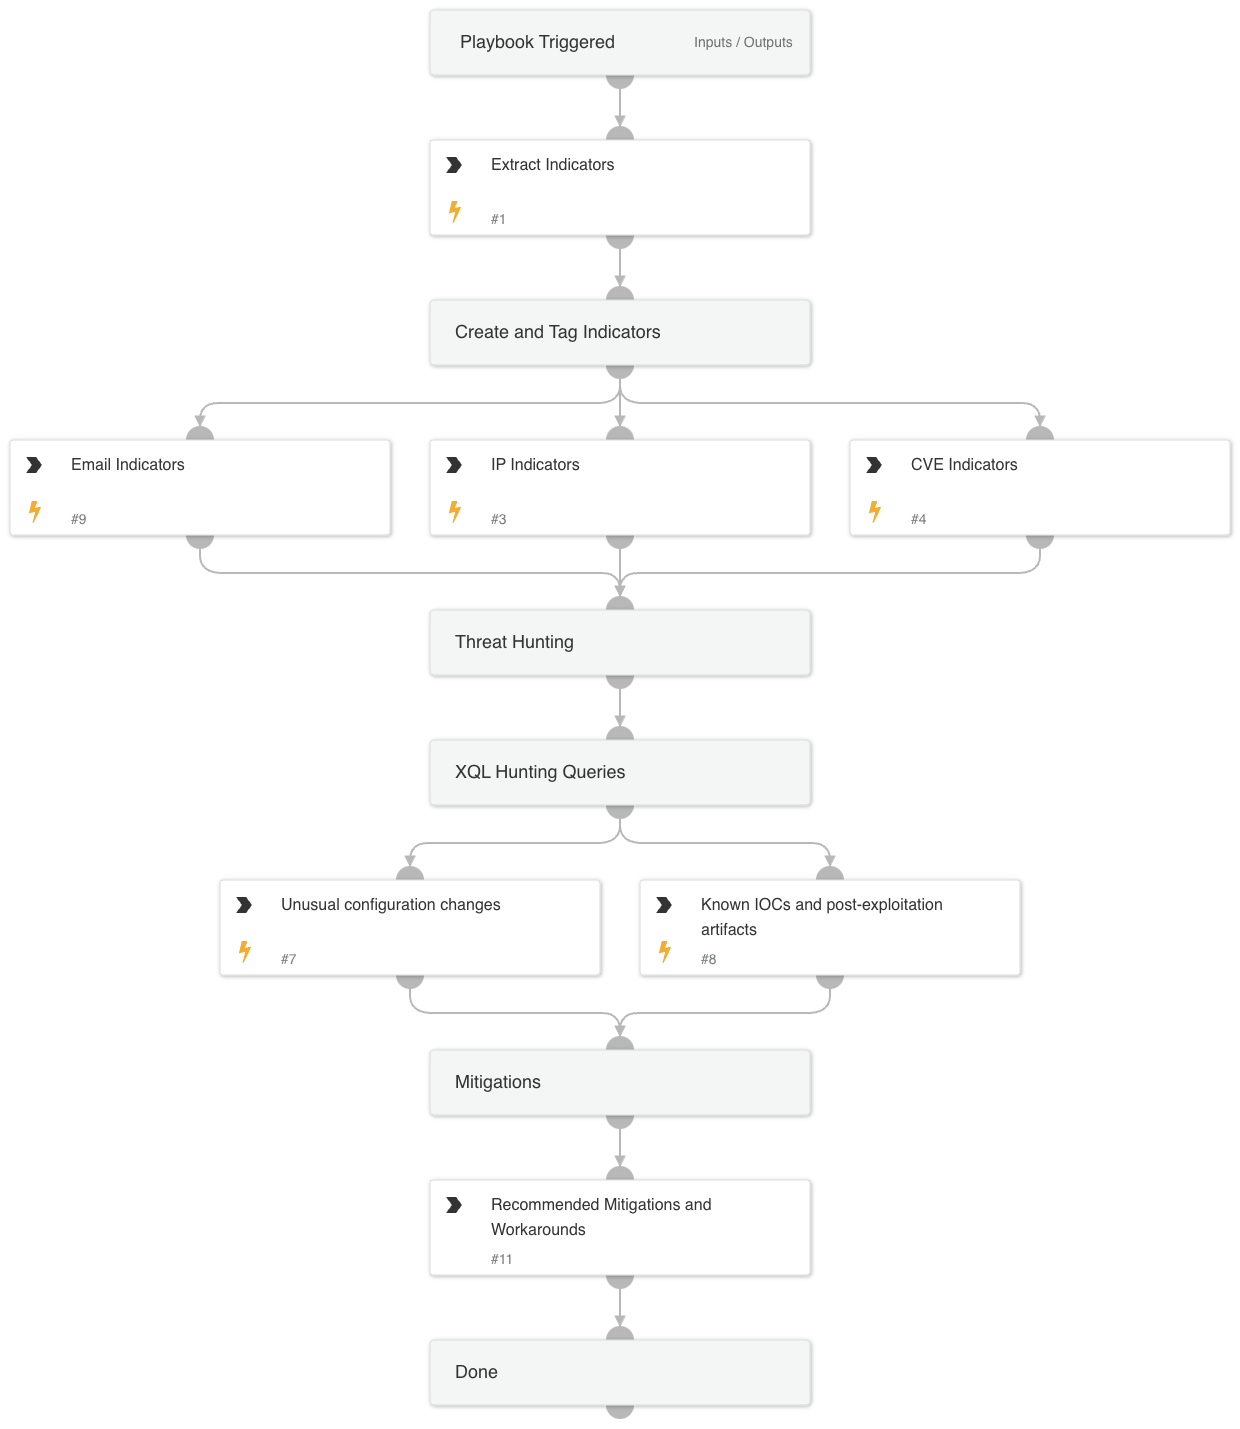 Playbook Triggered
Inputs / Outputs
Extract Indicators
#1
Create and Tag Indicators
Email Indicators
#9
IP Indicators
#3
CVE Indicators
#4
Threat Hunting
XQL Hunting Queries
Unusual configuration changes
#7
Known IOCs and post-exploitation
artifacts
#8
Mitigations
Recommended Mitigations and
Workarounds
#11
Done